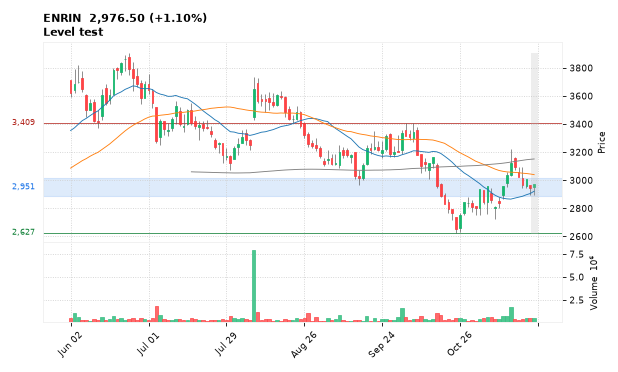 ENRIN  2,976.50 (+1.10%)
Level test
3800
3600
3,409
3400
3200
3000
2,951
2800
2,627
2600
Price
7.5
5.0
2.5
Volume 10⁶
Jun 02
Jul 01
Jul 29
Aug 26
Sep 24
Oct 26